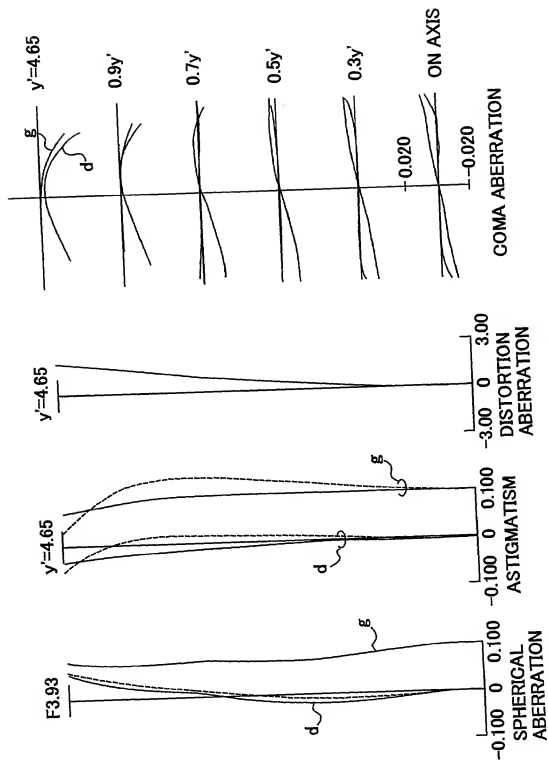 F3.93
d
g
-0.100
0
0.100
SPHERICAL
ABERRATION
y'=4.65
d
g
-0.100
0
0.100
ASTIGMATISM
y'=4.65
-3.00
0
3.00
DISTORTION
ABERRATION
y'=4.65
g
d
0.9y'
0.7y'
0.5y'
0.3y'
ON AXIS
-0.020
-0.020
COMA ABERRATION